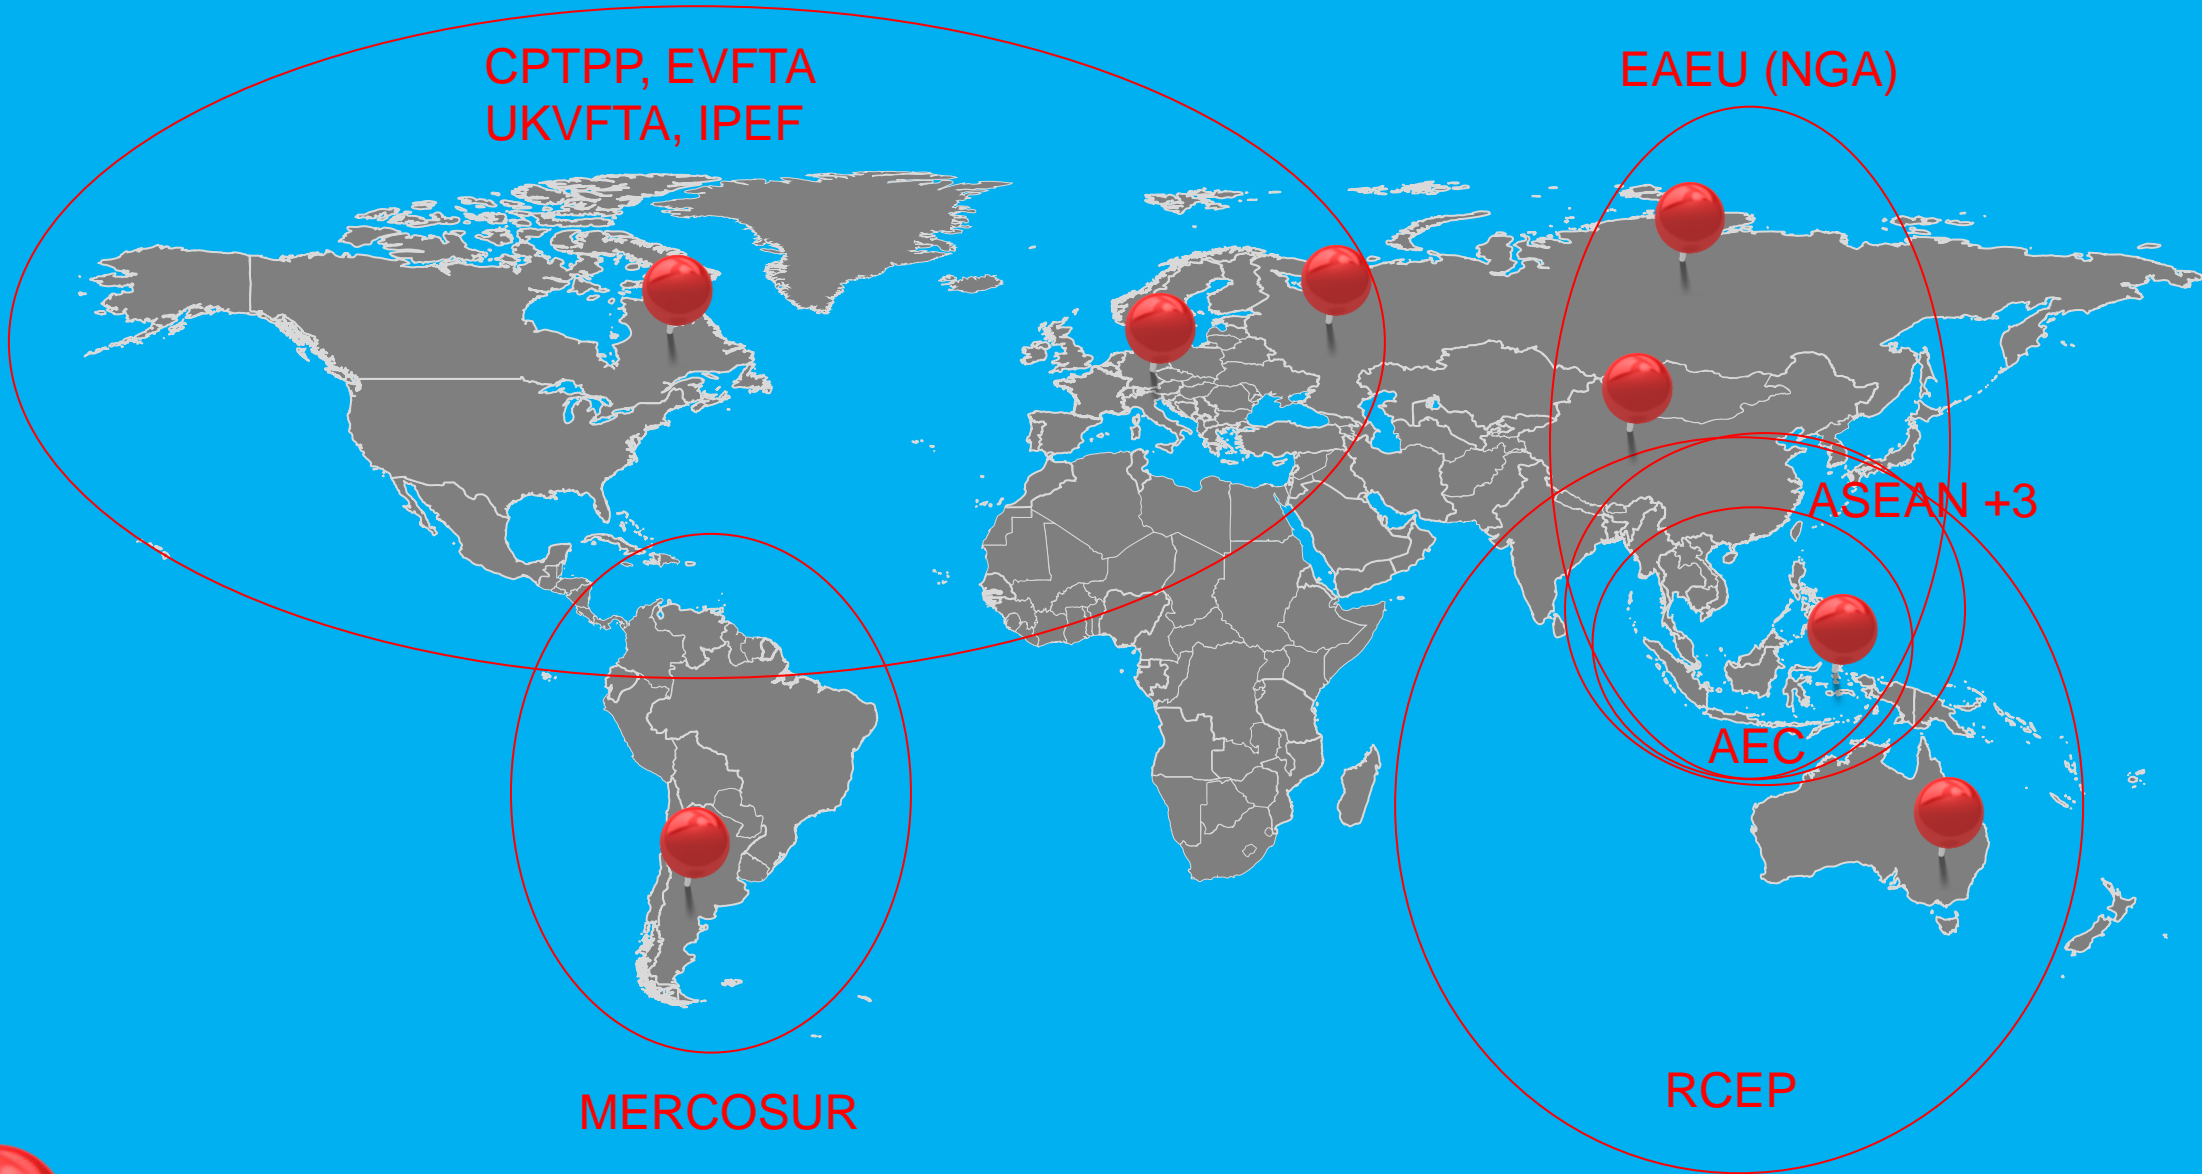 CPTPP, EVFTA
UKVFTA, IPEF
EAEU (NGA)
ASEAN +3
AEC
RCEP
MERCOSUR